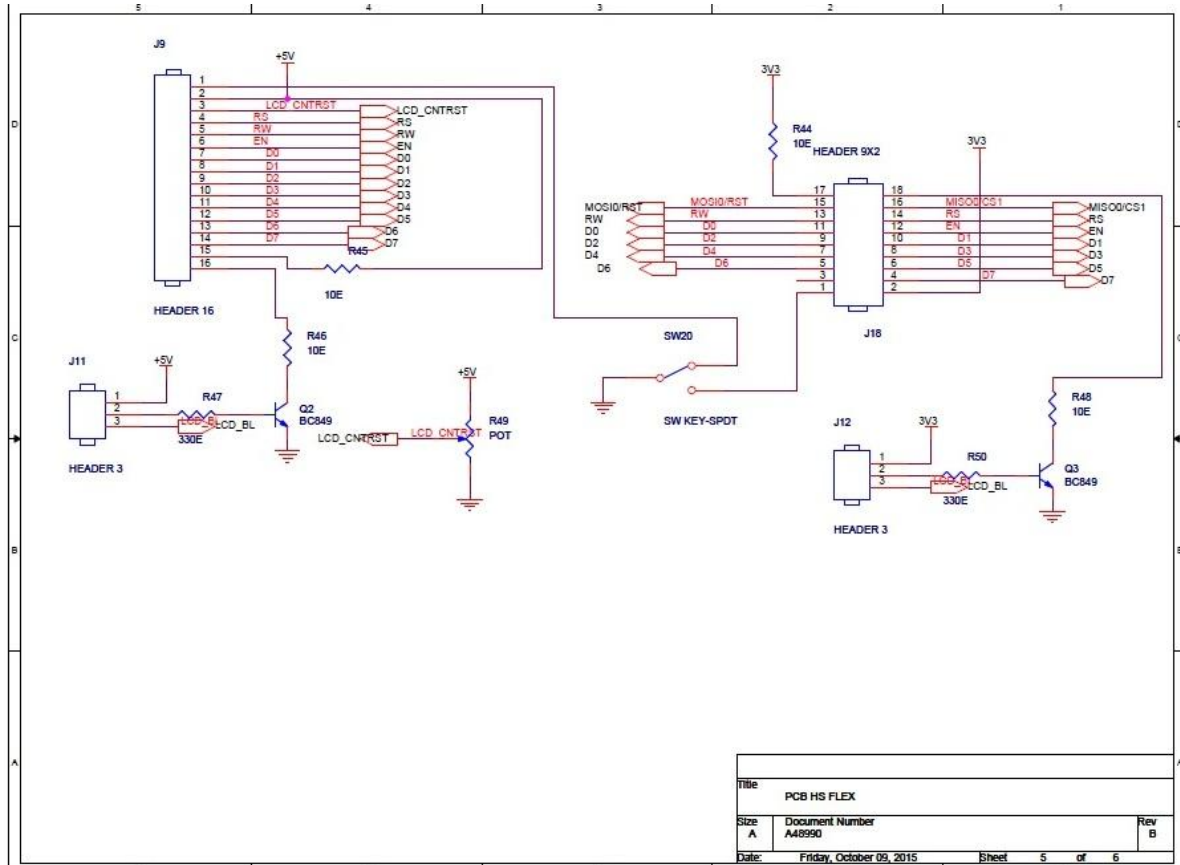 5 4 3 2 1
D
C
B
A
J9
+5V
1
2
3 LCD_CNTRST LCD_CNTRST
4 RS RS
5 RW RW
6 EN EN
7 D0 D0
8 D1 D1
9 D2 D2
10 D3 D3
11 D4 D4
12 D5 D5
13 D6 D6
14 D7 D7
15
16
R45
10E
HEADER 16
R46
10E
J11
+5V
1
2
3
R47
LCD_BL LCD_BL
330E
HEADER 3
Q2
BC849
+5V
R49
POT
LCD_CNTRST LCD_CNTRST
SW20
SW KEY-SPDT
3V3
R44
10E
HEADER 9X2
3V3
17 18
MOSI0/RST MOSI0/RST 15 16 MISO0/CS1 MISO0/CS1
RW RW 13 14 RS RS
D0 D0 11 12 EN EN
D2 D2 9 10 D1 D1
D4 D4 7 8 D3 D3
D6 D6 5 6 D5 D5
3 4 D7 D7
1 2
J18
R48
10E
J12
3V3
1
2
3
R50
LCD_BL LCD_BL
330E
HEADER 3
Q3
BC849
Title
PCB HS FLEX
Size Document Number Rev
A A48990 B
Date: Friday, October 09, 2015 Sheet 5 of 6